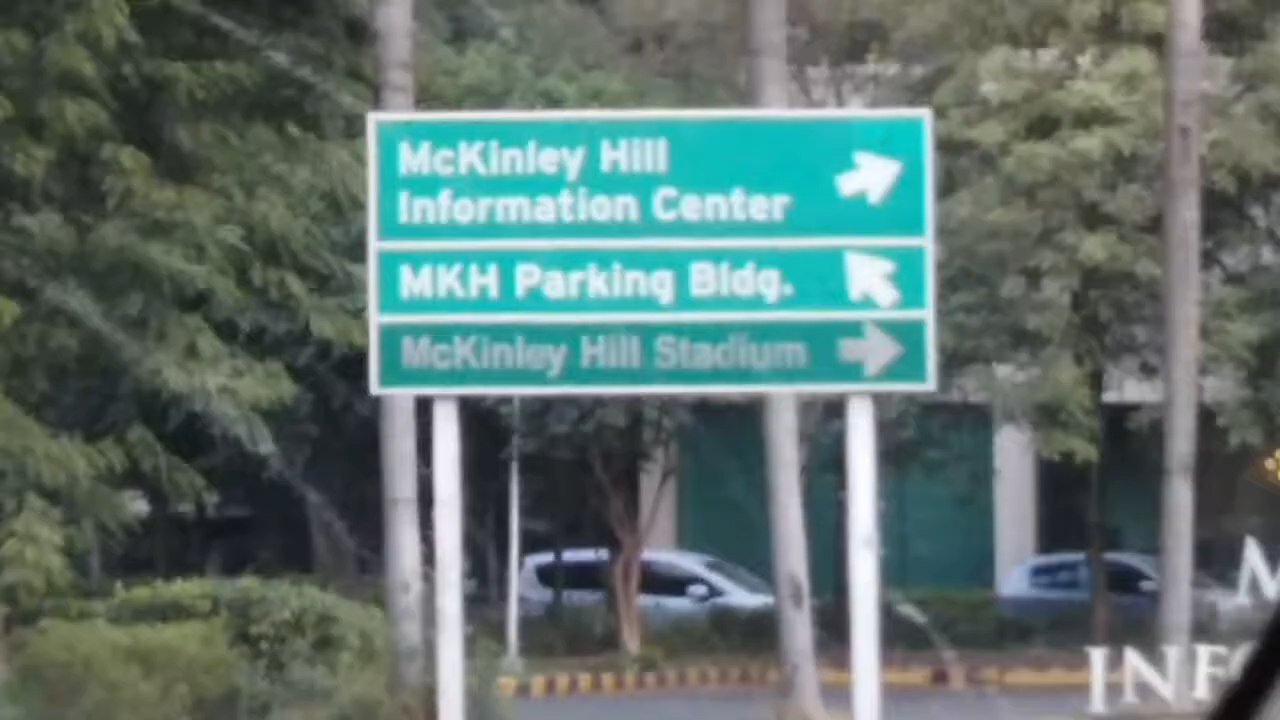 McKinley Hill
Information Center
MKH Parking Bldg.
McKinley Hill Stadium